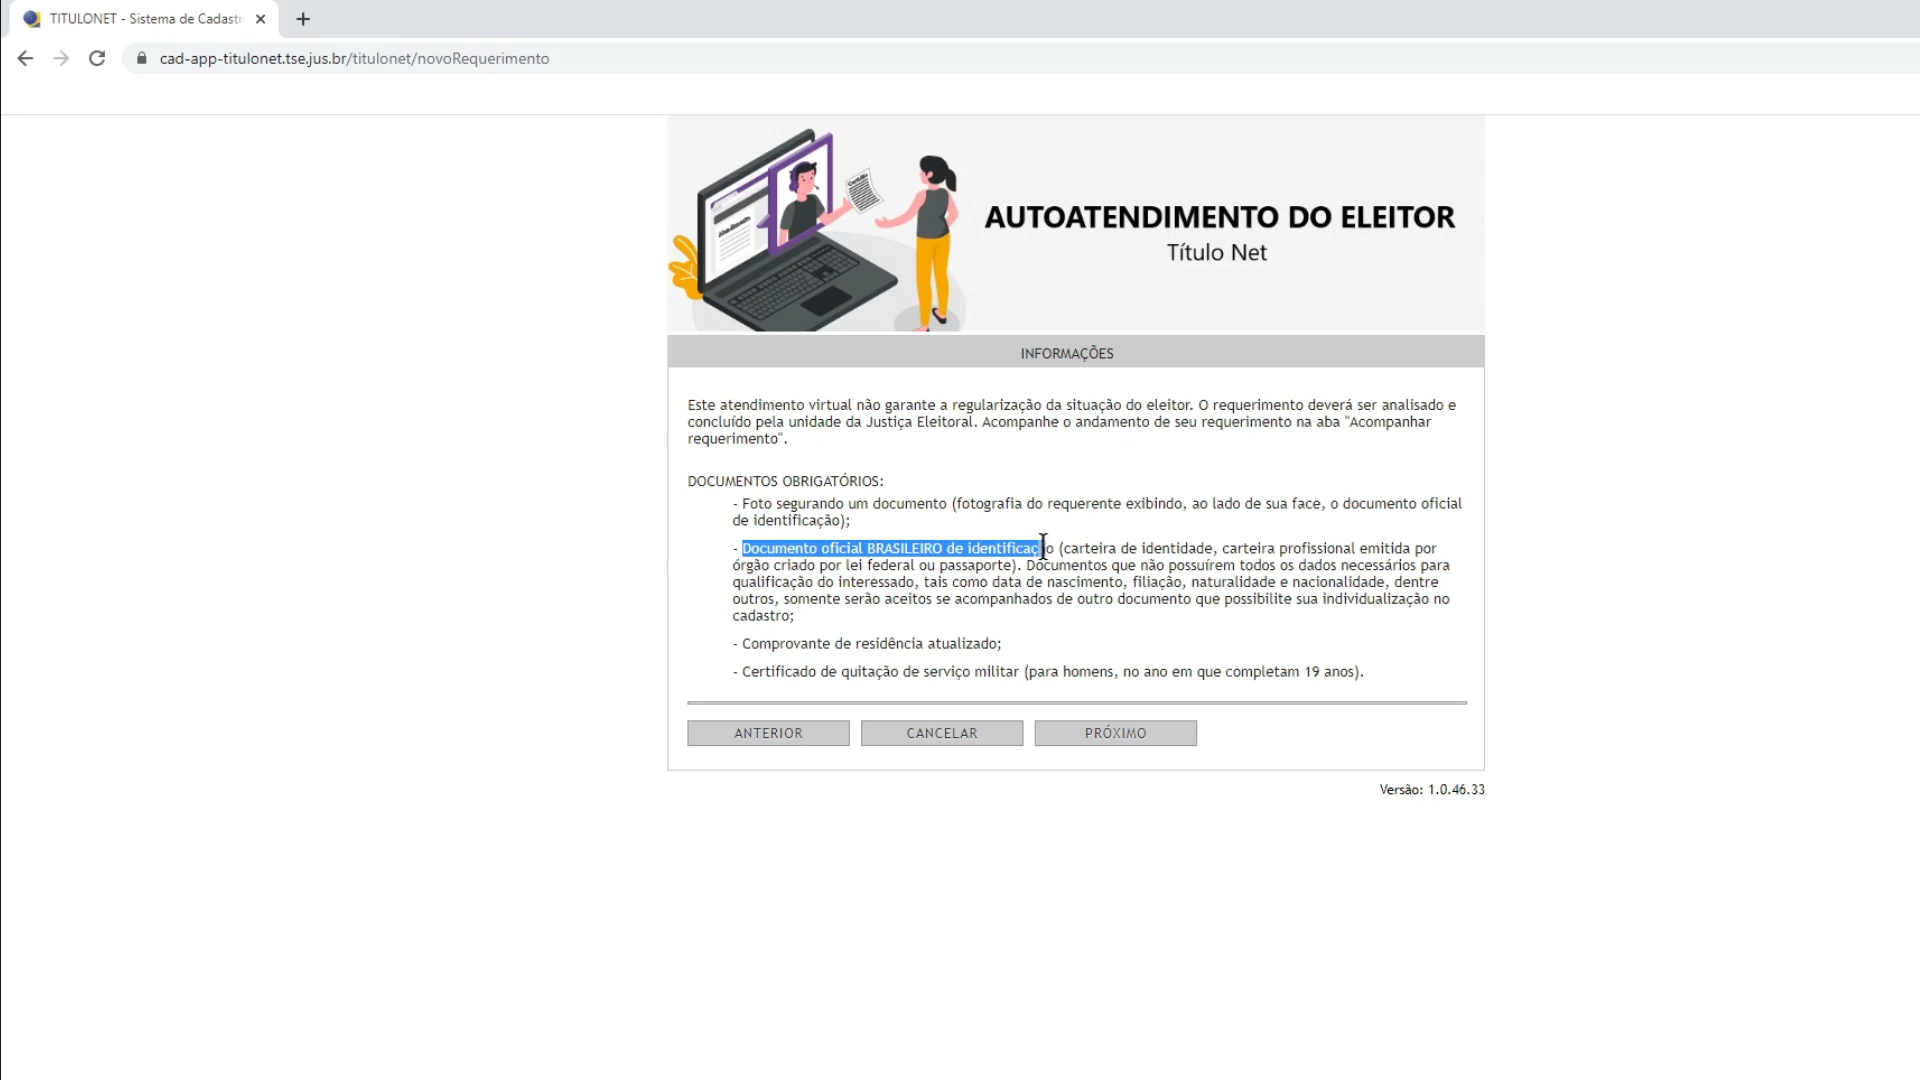 TITULONET - Sistema de Cadastr
cad-app-titulonet.tse.jus.br/titulonet/novoRequerimento
AUTOATENDIMENTO DO ELEITOR
Título Net
INFORMAÇÕES
Este atendimento virtual não garante a regularização da situação do eleitor. O requerimento deverá ser analisado e
concluído pela unidade da Justiça Eleitoral. Acompanhe o andamento de seu requerimento na aba "Acompanhar
requerimento".
DOCUMENTOS OBRIGATÓRIOS:
- Foto segurando um documento (fotografia do requerente exibindo, ao lado de sua face, o documento oficial
de identificação);
- Documento oficial BRASILEIRO de identificação (carteira de identidade, carteira profissional emitida por
órgão criado por lei federal ou passaporte). Documentos que não possuírem todos os dados necessários para
qualificação do interessado, tais como data de nascimento, filiação, naturalidade e nacionalidade, dentre
outros, somente serão aceitos se acompanhados de outro documento que possibilite sua individualização no
cadastro;
- Comprovante de residência atualizado;
- Certificado de quitação de serviço militar (para homens, no ano em que completam 19 anos).
ANTERIOR
CANCELAR
PRÓXIMO
Versão: 1.0.46.33